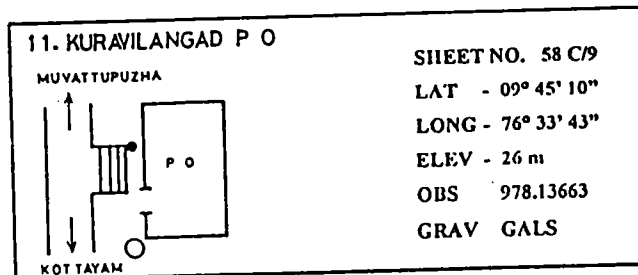 11. KURAVILANGAD P O
MUVATTUPUZHA
P O
KOTTAYAM
SHEET NO. 58 C/9
LAT - 09° 45' 10"
LONG - 76° 33' 43"
ELEV - 26 m
OBS 978.13663
GRAV GALS